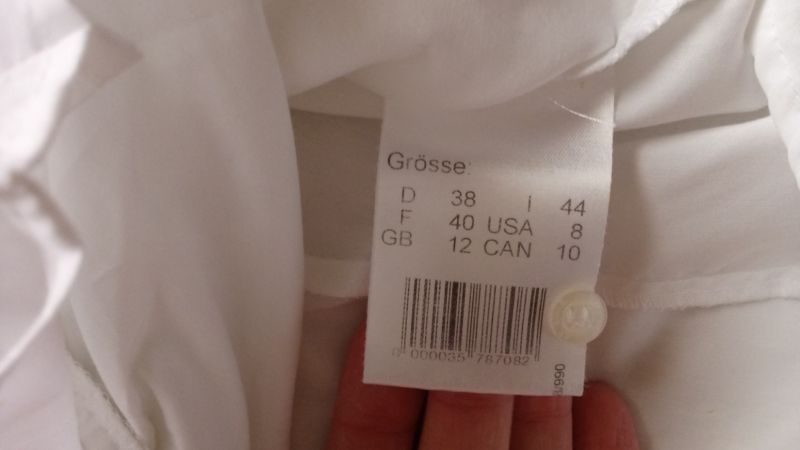 Grösse:
D 38 I 44
F 40 USA 8
GB 12 CAN 10
0 000035 787082